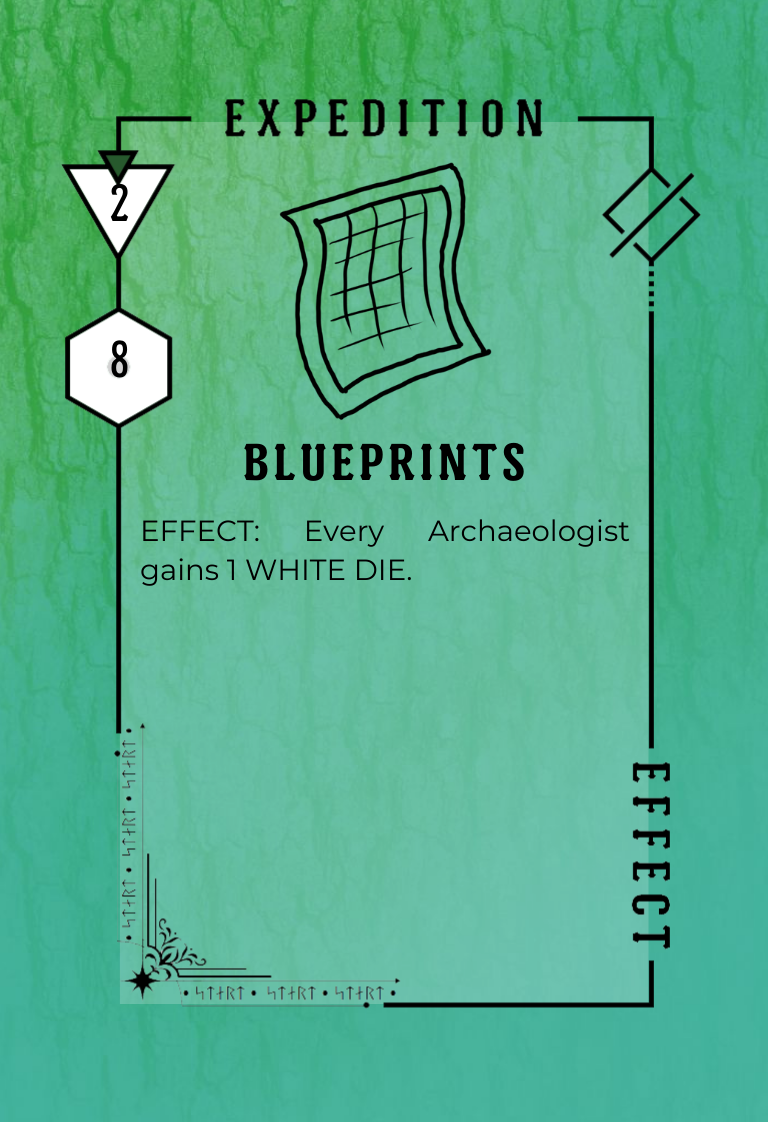 EXPEDITION
2
8
BLUEPRINTS
EFFECT: Every Archaeologist
gains 1 WHITE DIE.
EFFECT